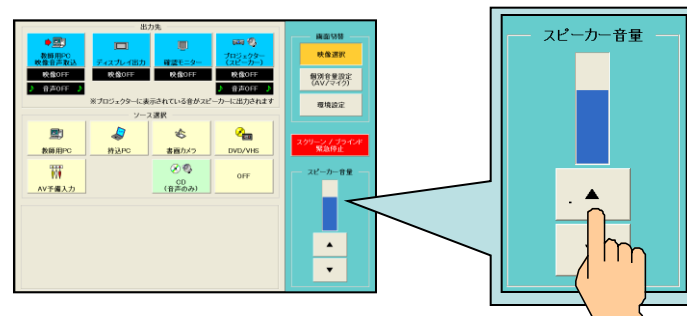 出力先
教師用PC
映像音声取込
ディスプレイ出力
確認モニター
プロジェクター
(スピーカー)
映像OFF
映像OFF
映像OFF
映像OFF
♪ 音声OFF ♪
♪ 音声OFF ♪
※プロジェクターに表示されている音がスピーカーに出力されます
ソース選択
教師用PC
持込PC
書画カメラ
DVD/VHS
AV予備入力
CD
(音声のみ)
OFF
画面切替
映像選択
個別音量設定
(AV/マイク)
環境設定
スクリーン/ブラインド
緊急停止
スピーカー音量
▲
▼
スピーカー音量
▲